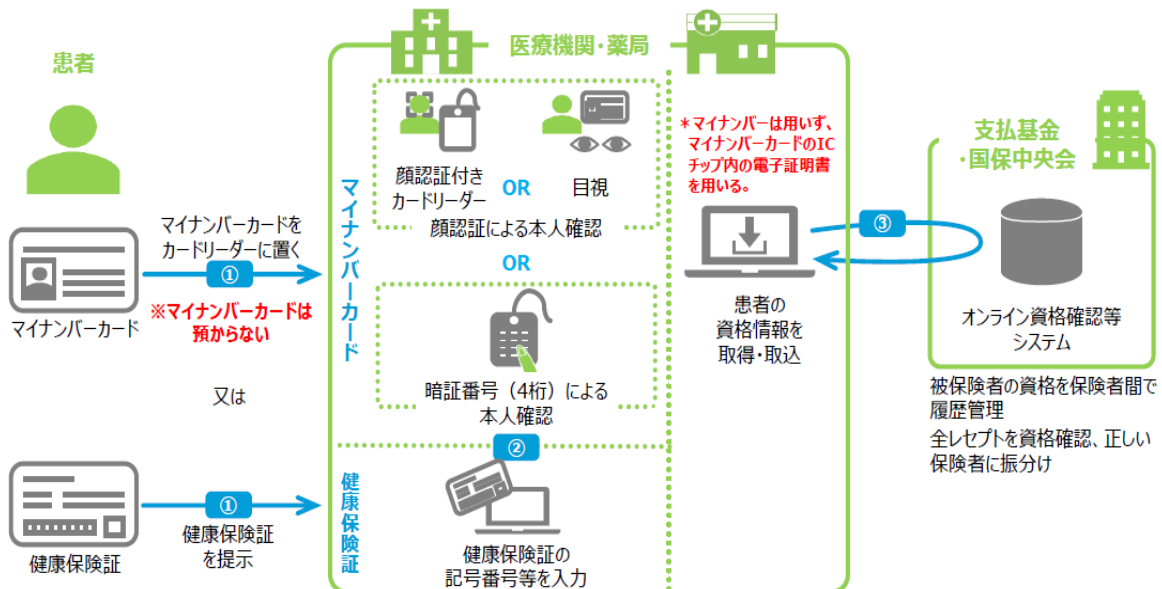 医療機関・薬局
患者
マイナンバーカードを
カードリーダーに置く
①
※マイナンバーカードは
預からない
マイナンバーカード
又は
①
健康保険証
を提示
健康保険証
マイナンバーカード
顔認証付き
カードリーダー
OR
目視
顔認証による本人確認
OR
暗証番号（4桁）による
本人確認
②
健康保険証
健康保険証の
記号番号等を入力
＊マイナンバーは用いず、
マイナンバーカードのIC
チップ内の電子証明書
を用いる。
患者の
資格情報を
取得・取込
③
支払基金
・国保中央会
オンライン資格確認等
システム
被保険者の資格を保険者間で
履歴管理
全レセプトを資格確認、正しい
保険者に振分け